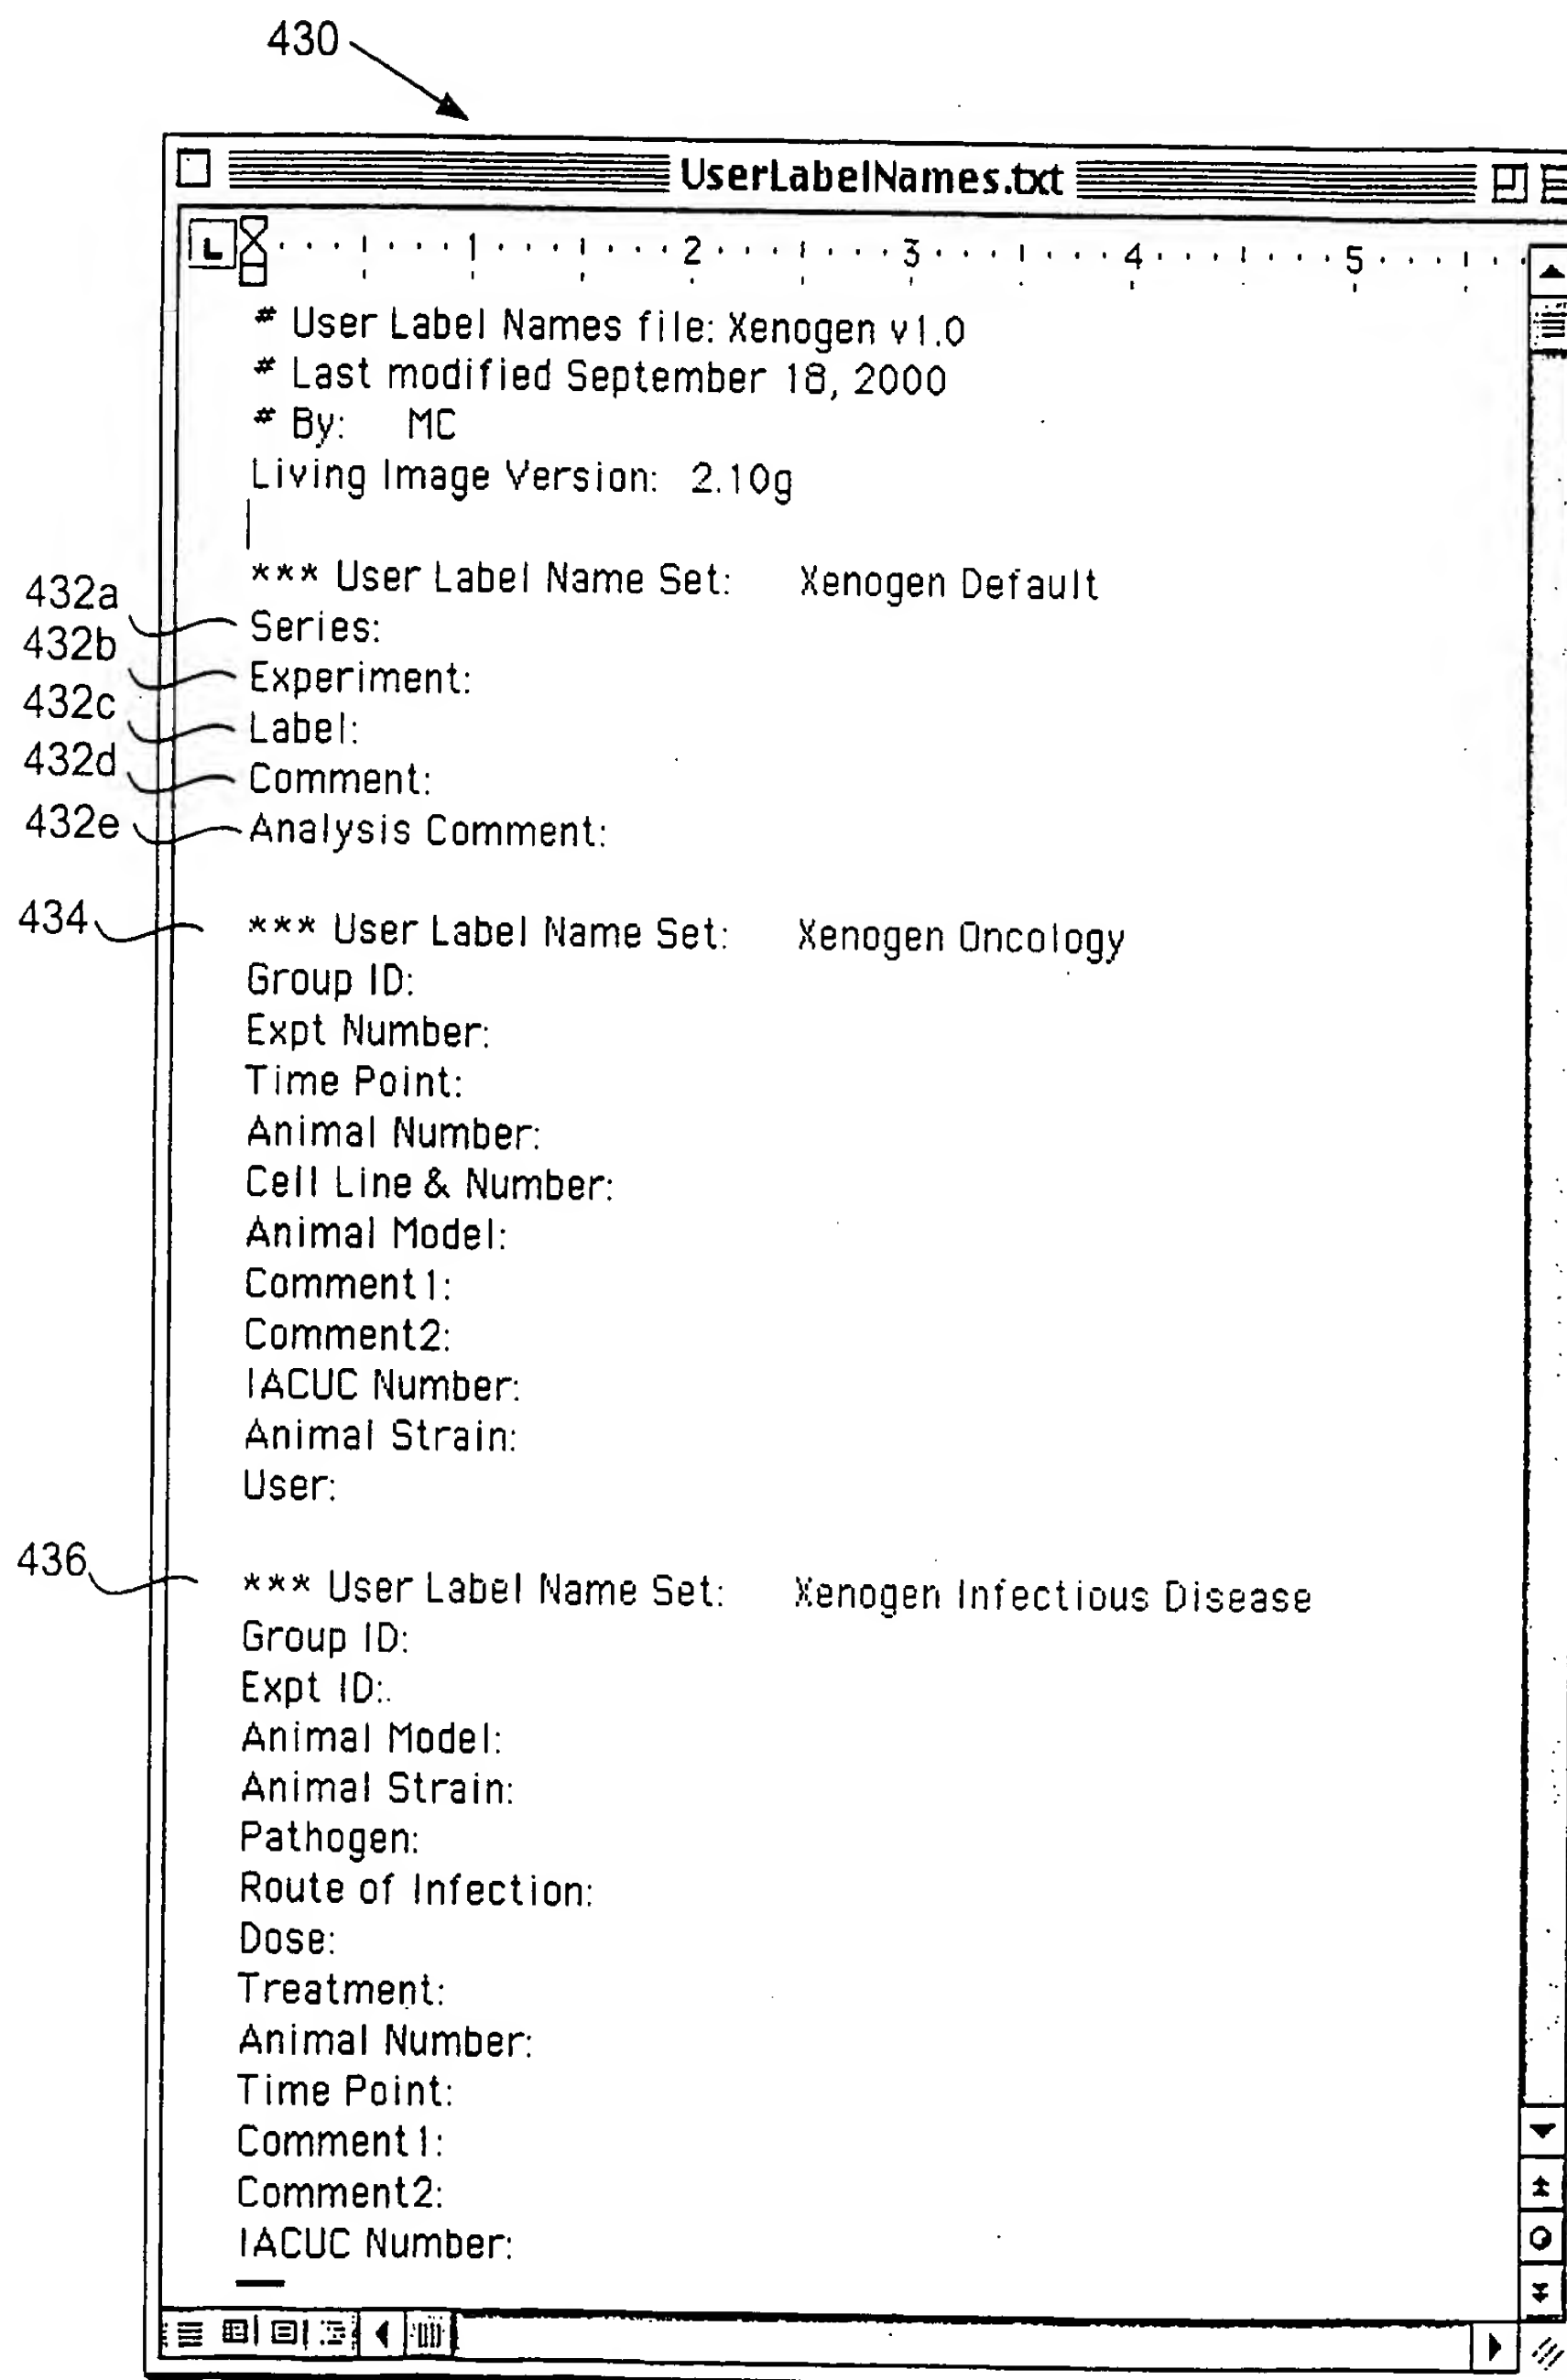 430
UserLabelNames.txt
L 1 2 3 4 5
# User Label Names file: Xenogen v1.0
# Last modified September 18, 2000
# By: MC
Living Image Version: 2.10g
*** User Label Name Set: Xenogen Default
432a Series:
432b Experiment:
432c Label:
432d Comment:
432e Analysis Comment:
434 *** User Label Name Set: Xenogen Oncology
Group ID:
Expt Number:
Time Point:
Animal Number:
Cell Line & Number:
Animal Model:
Comment1:
Comment2:
IACUC Number:
Animal Strain:
User:
436 *** User Label Name Set: Xenogen Infectious Disease
Group ID:
Expt ID:
Animal Model:
Animal Strain:
Pathogen:
Route of Infection:
Dose:
Treatment:
Animal Number:
Time Point:
Comment1:
Comment2:
IACUC Number: